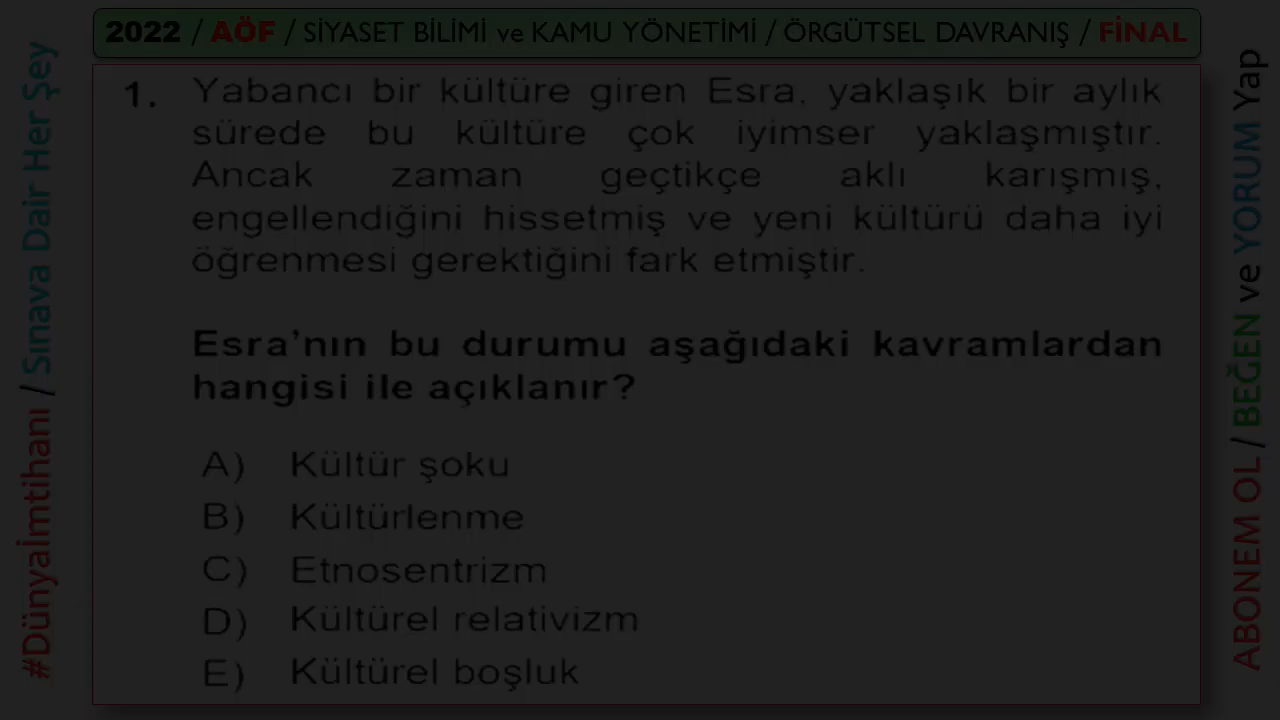 2022 / AÖF / SİYASET BİLİMİ ve KAMU YÖNETİMİ / ÖRGÜTSEL DAVRANIŞ / FİNAL
#Dünyaİmtihanı / Sınava Dair Her Şey
1. Yabancı bir kültüre giren Esra, yaklaşık bir aylık
sürede bu kültüre çok iyimser yaklaşmıştır.
Ancak zaman geçtikçe aklı karışmış,
engellendiğini hissetmiş ve yeni kültürü daha iyi
öğrenmesi gerektiğini fark etmiştir.
Esra'nın bu durumu aşağıdaki kavramlardan
hangisi ile açıklanır?
A) Kültür şoku
B) Kültürlenme
C) Etnosentrizm
D) Kültürel relativizm
E) Kültürel boşluk
ABONEM OL / BEĞEN ve YORUM Yap